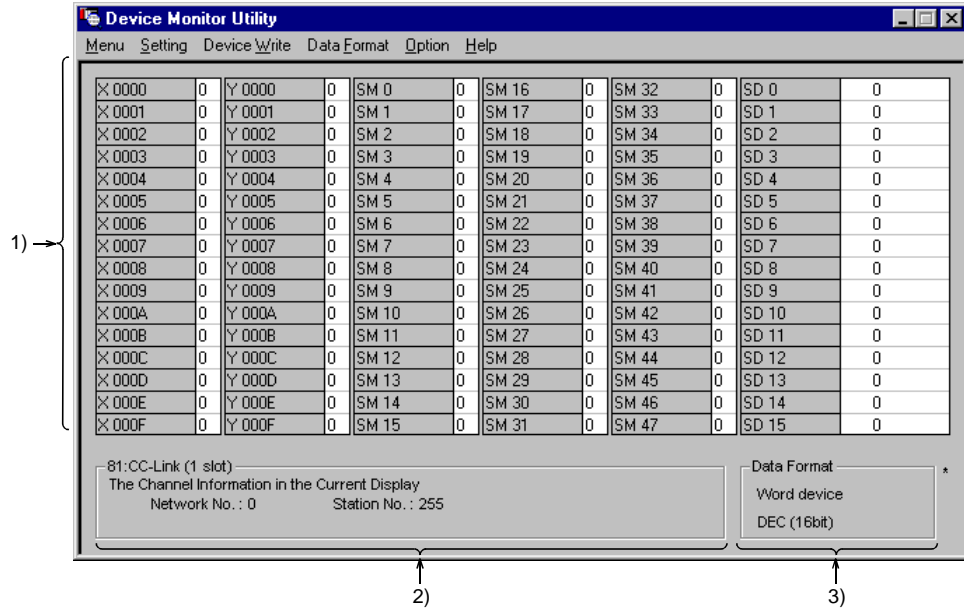 Device Monitor Utility
Menu Setting Device Write Data Format Option Help
X 0000 0 Y 0000 0 SM 0 0 SM 16 0 SM 32 0 SD 0 0
X 0001 0 Y 0001 0 SM 1 0 SM 17 0 SM 33 0 SD 1 0
X 0002 0 Y 0002 0 SM 2 0 SM 18 0 SM 34 0 SD 2 0
X 0003 0 Y 0003 0 SM 3 0 SM 19 0 SM 35 0 SD 3 0
X 0004 0 Y 0004 0 SM 4 0 SM 20 0 SM 36 0 SD 4 0
X 0005 0 Y 0005 0 SM 5 0 SM 21 0 SM 37 0 SD 5 0
X 0006 0 Y 0006 0 SM 6 0 SM 22 0 SM 38 0 SD 6 0
1) X 0007 0 Y 0007 0 SM 7 0 SM 23 0 SM 39 0 SD 7 0
X 0008 0 Y 0008 0 SM 8 0 SM 24 0 SM 40 0 SD 8 0
X 0009 0 Y 0009 0 SM 9 0 SM 25 0 SM 41 0 SD 9 0
X 000A 0 Y 000A 0 SM 10 0 SM 26 0 SM 42 0 SD 10 0
X 000B 0 Y 000B 0 SM 11 0 SM 27 0 SM 43 0 SD 11 0
X 000C 0 Y 000C 0 SM 12 0 SM 28 0 SM 44 0 SD 12 0
X 000D 0 Y 000D 0 SM 13 0 SM 29 0 SM 45 0 SD 13 0
X 000E 0 Y 000E 0 SM 14 0 SM 30 0 SM 46 0 SD 14 0
X 000F 0 Y 000F 0 SM 15 0 SM 31 0 SM 47 0 SD 15 0
81:CC-Link (1 slot)
The Channel Information in the Current Display
Network No. : 0 Station No. : 255
Data Format *
Word device
DEC (16bit)
2) 3)